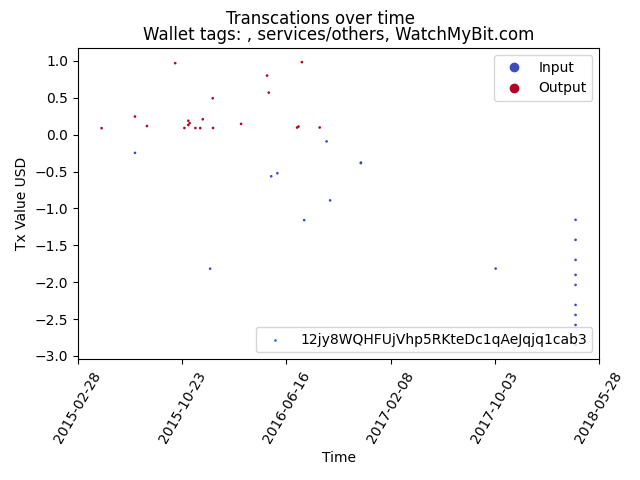 Transcations over time
Wallet tags: , services/others, WatchMyBit.com
Input
Output
1.0
0.5
0.0
−0.5
−1.0
−1.5
−2.0
−2.5
−3.0
Tx Value USD
12jy8WQHFUjVhp5RKteDc1qAeJqjq1cab3
2015-02-28
2015-10-23
2016-06-16
2017-02-08
2017-10-03
2018-05-28
Time